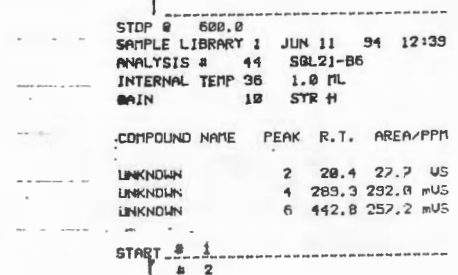 STOP @ 600.0
SAMPLE LIBRARY 1 JUN 11 94 12:39
ANALYSIS # 44 SGL21-B6
INTERNAL TEMP 36 1.0 ML
GAIN 10 STR H
COMPOUND NAME PEAK R.T. AREA/PPM
UNKNOWN 2 20.4 27.7 VS
UNKNOWN 4 289.3 292.0 mVS
UNKNOWN 6 442.8 257.2 mVS
START # 1
# 2